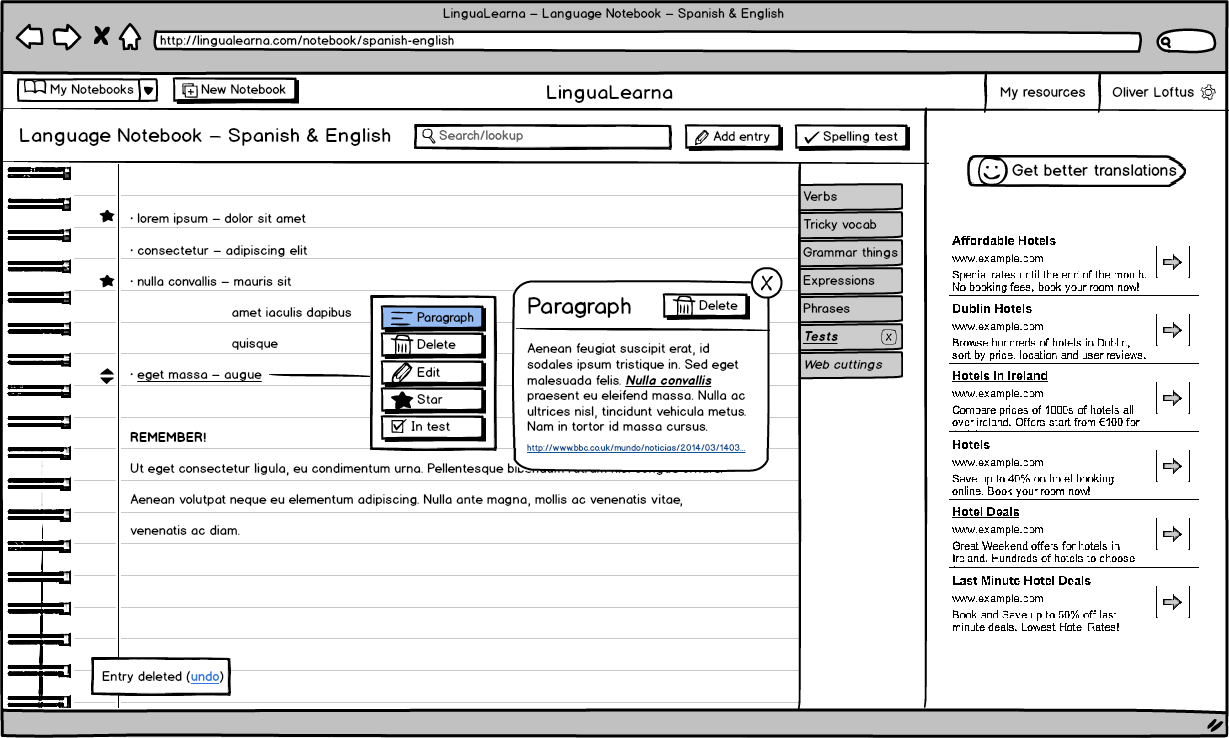 LinguaLearna – Language Notebook – Spanish & English
http://lingualearna.com/notebook/spanish-english
My Notebooks
New Notebook
LinguaLearna
My resources
Oliver Loftus
Language Notebook – Spanish & English
Search/lookup
Add entry
Spelling test
· lorem ipsum – dolor sit amet
· consectetur – adipiscing elit
· nulla convallis – mauris sit
amet iaculis dapibus
quisque
· eget massa – augue
REMEMBER!
Ut eget consectetur ligula, eu condimentum urna. Pellentesque
Aenean volutpat neque eu elementum adipiscing. Nulla ante magna, mollis ac venenatis vitae,
venenatis ac diam.
Paragraph
Delete
Edit
Star
In test
X
Paragraph
Delete
Aenean feugiat suscipit erat, id
sodales ipsum tristique in. Sed eget
malesuada felis. Nulla convallis
praesent eu eleifend massa. Nulla ac
ultrices nisl, tincidunt vehicula metus.
Nam in tortor id massa cursus.
http://www.bbc.co.uk/mundo/noticias/2014/03/1403...
Verbs
Tricky vocab
Grammar things
Expressions
Phrases
Tests
X
Web cuttings
Entry deleted (undo)
Get better translations
Affordable Hotels
www.example.com
Special rates until the end of the month.
No booking fees, book your room now!
Dublin Hotels
www.example.com
Browse hundreds of hotels in Dublin,
sort by price, location and user reviews.
Hotels In Ireland
www.example.com
Compare prices of 1000s of hotels all
over Ireland. Offers start from €100 for
Hotels
www.example.com
Save up to 40% on hotel booking
online. Book your room now!
Hotel Deals
www.example.com
Great Weekend offers for hotels in
Ireland. Hundreds of hotels to choose
Last Minute Hotel Deals
www.example.com
Book and Save up to 50% off last
minute deals. Lowest Hotel Rates!